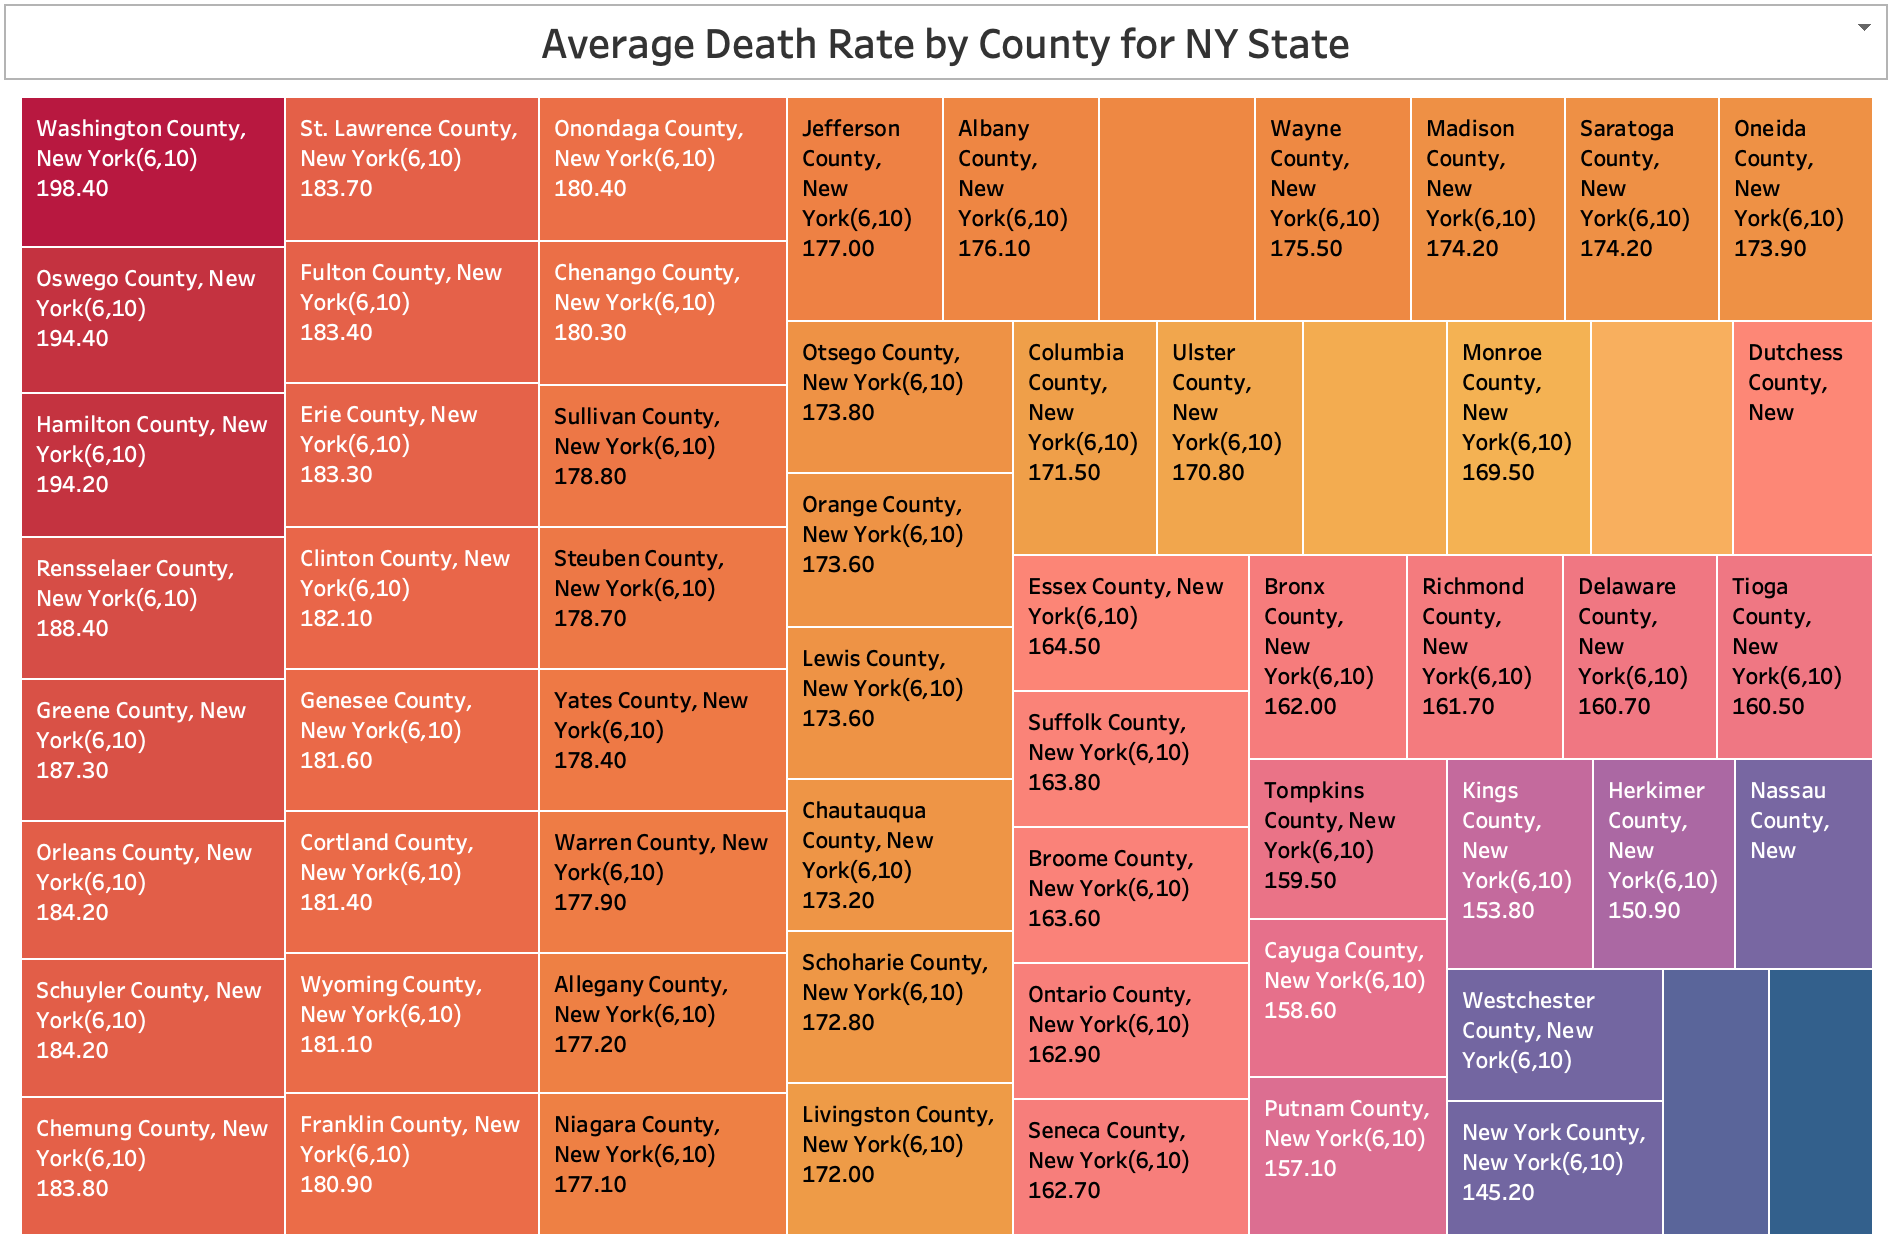 Average Death Rate by County for NY State
Washington County,
New York(6,10)
198.40
Oswego County, New
York(6,10)
194.40
Hamilton County, New
York(6,10)
194.20
Rensselaer County,
New York(6,10)
188.40
Greene County, New
York(6,10)
187.30
Orleans County, New
York(6,10)
184.20
Schuyler County, New
York(6,10)
184.20
Chemung County, New
York(6,10)
183.80
St. Lawrence County,
New York(6,10)
183.70
Fulton County, New
York(6,10)
183.40
Erie County, New
York(6,10)
183.30
Clinton County, New
York(6,10)
182.10
Genesee County,
New York(6,10)
181.60
Cortland County,
New York(6,10)
181.40
Wyoming County,
New York(6,10)
181.10
Franklin County, New
York(6,10)
180.90
Onondaga County,
New York(6,10)
180.40
Chenango County,
New York(6,10)
180.30
Sullivan County,
New York(6,10)
178.80
Steuben County,
New York(6,10)
178.70
Yates County, New
York(6,10)
178.40
Warren County, New
York(6,10)
177.90
Allegany County,
New York(6,10)
177.20
Niagara County,
New York(6,10)
177.10
Jefferson
County,
New
York(6,10)
177.00
Albany
County,
New
York(6,10)
176.10
Wayne
County,
New
York(6,10)
175.50
Madison
County,
New
York(6,10)
174.20
Saratoga
County,
New
York(6,10)
174.20
Oneida
County,
New
York(6,10)
173.90
Otsego County,
New York(6,10)
173.80
Orange County,
New York(6,10)
173.60
Lewis County,
New York(6,10)
173.60
Chautauqua
County, New
York(6,10)
173.20
Schoharie County,
New York(6,10)
172.80
Livingston County,
New York(6,10)
172.00
Columbia
County,
New
York(6,10)
171.50
Ulster
County,
New
York(6,10)
170.80
Monroe
County,
New
York(6,10)
169.50
Dutchess
County,
New
Essex County, New
York(6,10)
164.50
Suffolk County,
New York(6,10)
163.80
Broome County,
New York(6,10)
163.60
Ontario County,
New York(6,10)
162.90
Seneca County,
New York(6,10)
162.70
Bronx
County,
New
York(6,10)
162.00
Richmond
County,
New
York(6,10)
161.70
Delaware
County,
New
York(6,10)
160.70
Tioga
County,
New
York(6,10)
160.50
Tompkins
County, New
York(6,10)
159.50
Cayuga County,
New York(6,10)
158.60
Putnam County,
New York(6,10)
157.10
Kings
County,
New
York(6,10)
153.80
Herkimer
County,
New
York(6,10)
150.90
Nassau
County,
New
Westchester
County, New
York(6,10)
New York County,
New York(6,10)
145.20